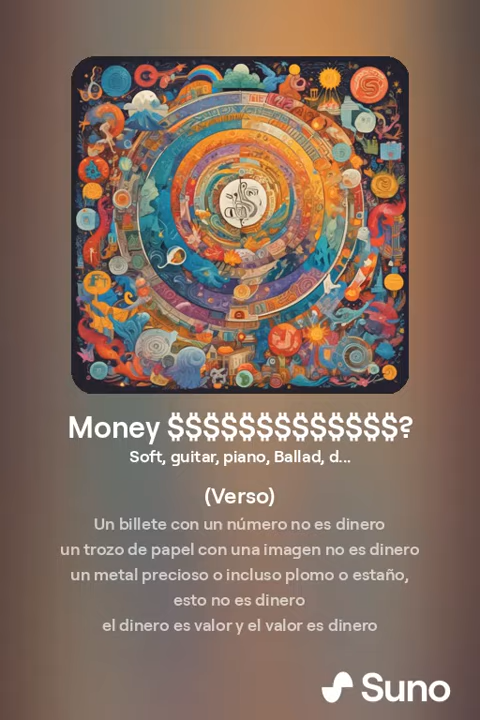 Money $$$$$$$$$$$$$?
Soft, guitar, piano, Ballad, d...
(Verso)
Un billete con un número no es dinero
un trozo de papel con una imagen no es dinero
un metal precioso o incluso plomo o estaño,
esto no es dinero
el dinero es valor y el valor es dinero
Suno